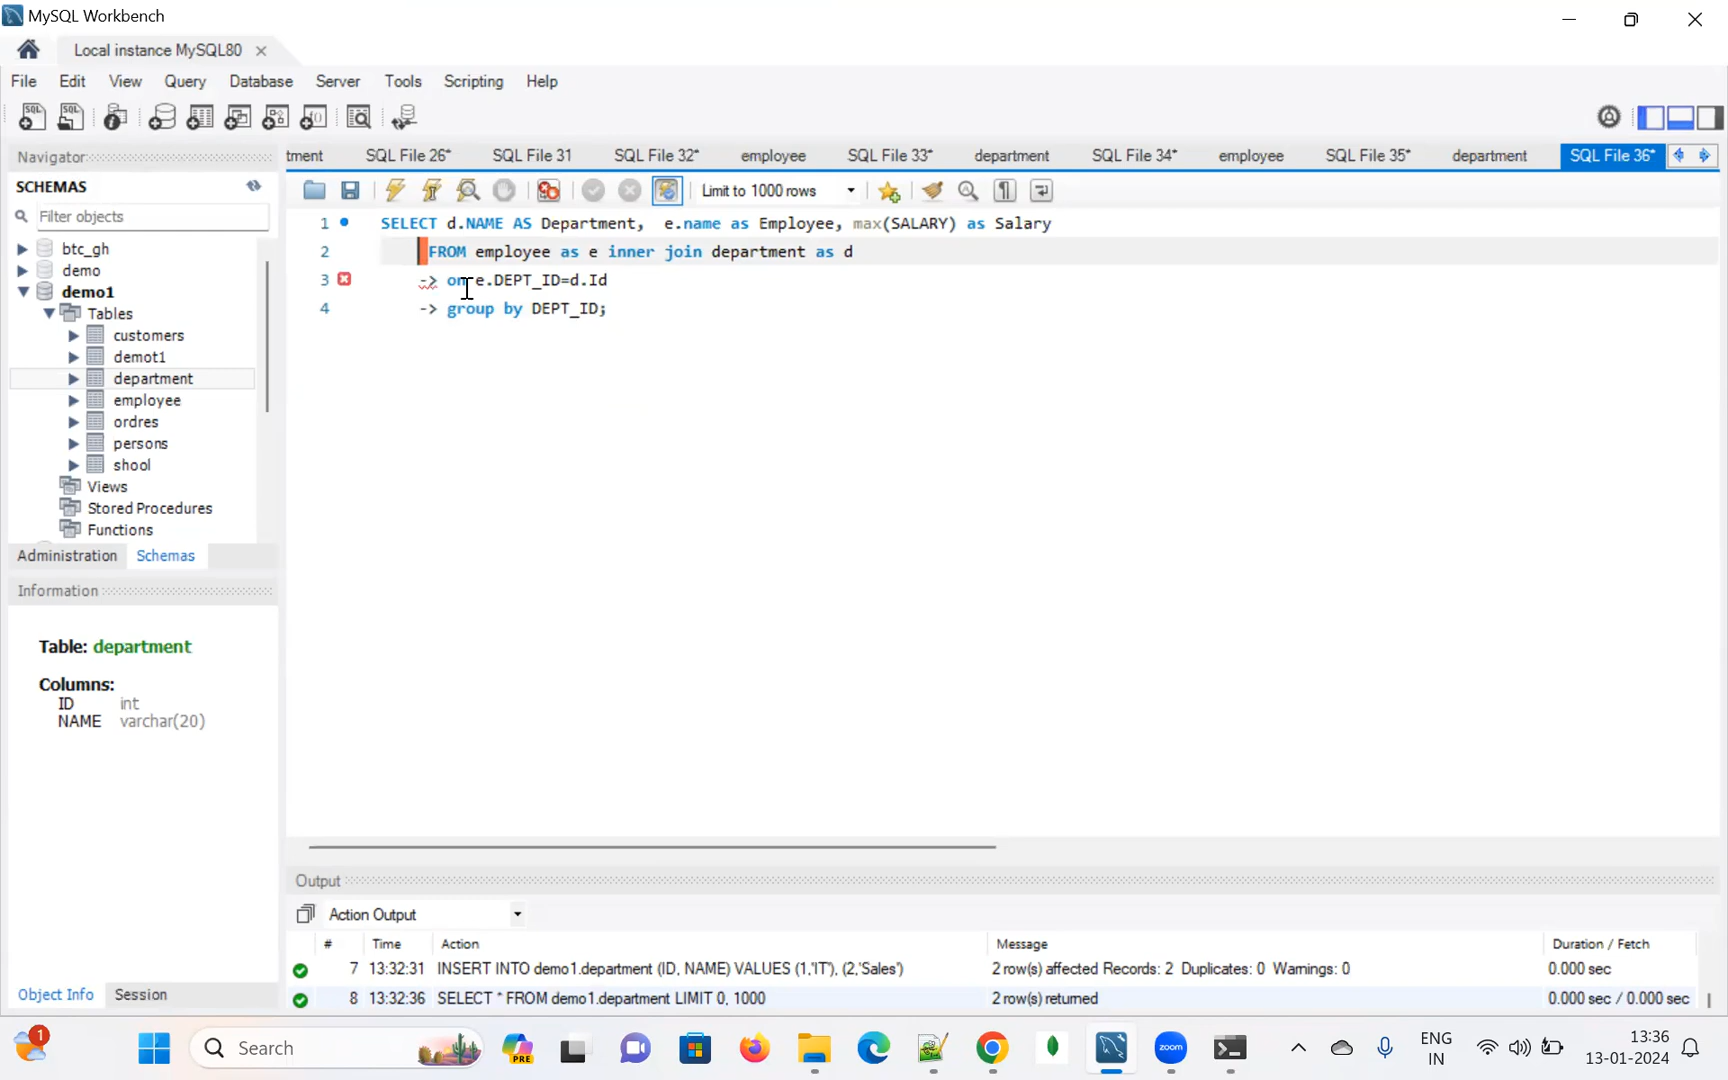 MySQL Workbench
Local instance MySQL80
File Edit View Query Database Server Tools Scripting Help
Navigator
tment SQL File 26* SQL File 31 SQL File 32* employee SQL File 33* department SQL File 34* employee SQL File 35* department SQL File 36*
SCHEMAS
Limit to 1000 rows
Filter objects
btc_gh
demo
demo1
Tables
customers
demot1
department
employee
ordres
persons
shool
Views
Stored Procedures
Functions
Administration Schemas
1 SELECT d.NAME AS Department, e.name as Employee, max(SALARY) as Salary
2 FROM employee as e inner join department as d
3 -> on e.DEPT_ID=d.Id
4 -> group by DEPT_ID;
Information
Table: department
Columns:
ID int
NAME varchar(20)
Object Info Session
Output
Action Output
# Time Action Message Duration / Fetch
7 13:32:31 INSERT INTO demo1.department (ID, NAME) VALUES (1,'IT'), (2,'Sales') 2 row(s) affected Records: 2 Duplicates: 0 Warnings: 0 0.000 sec
8 13:32:36 SELECT * FROM demo1.department LIMIT 0, 1000 2 row(s) returned 0.000 sec / 0.000 sec
1
Search
PRE
zoom
ENG
IN
13:36
13-01-2024